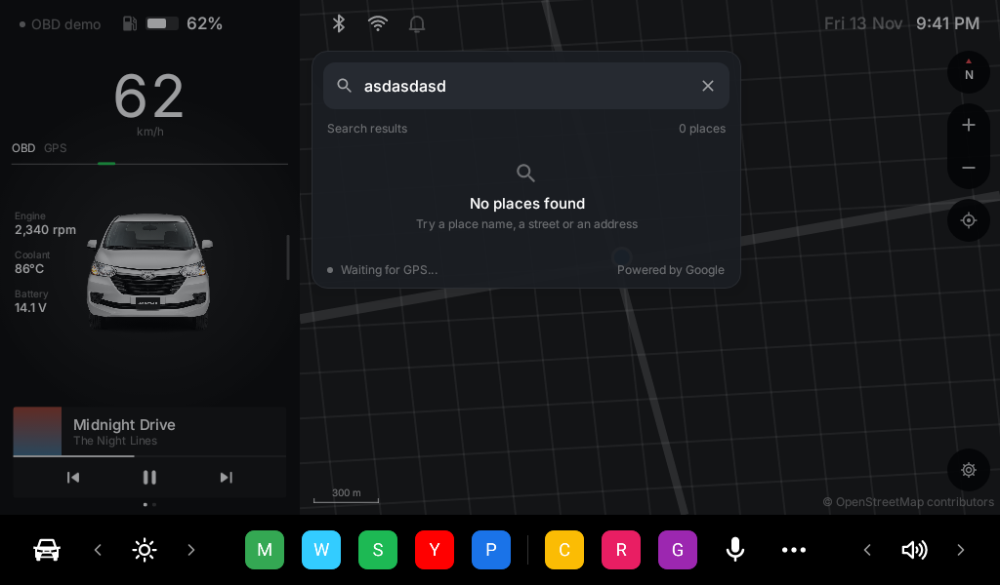 OBD demo
62%
Fri 13 Nov 9:41 PM
62
km/h
OBD GPS
Engine
2,340 rpm
Coolant
86°C
Battery
14.1 V
Midnight Drive
The Night Lines
asdasdasd
Search results 0 places
No places found
Try a place name, a street or an address
Waiting for GPS... Powered by Google
N
300 m
© OpenStreetMap contributors
M W S Y P C R G